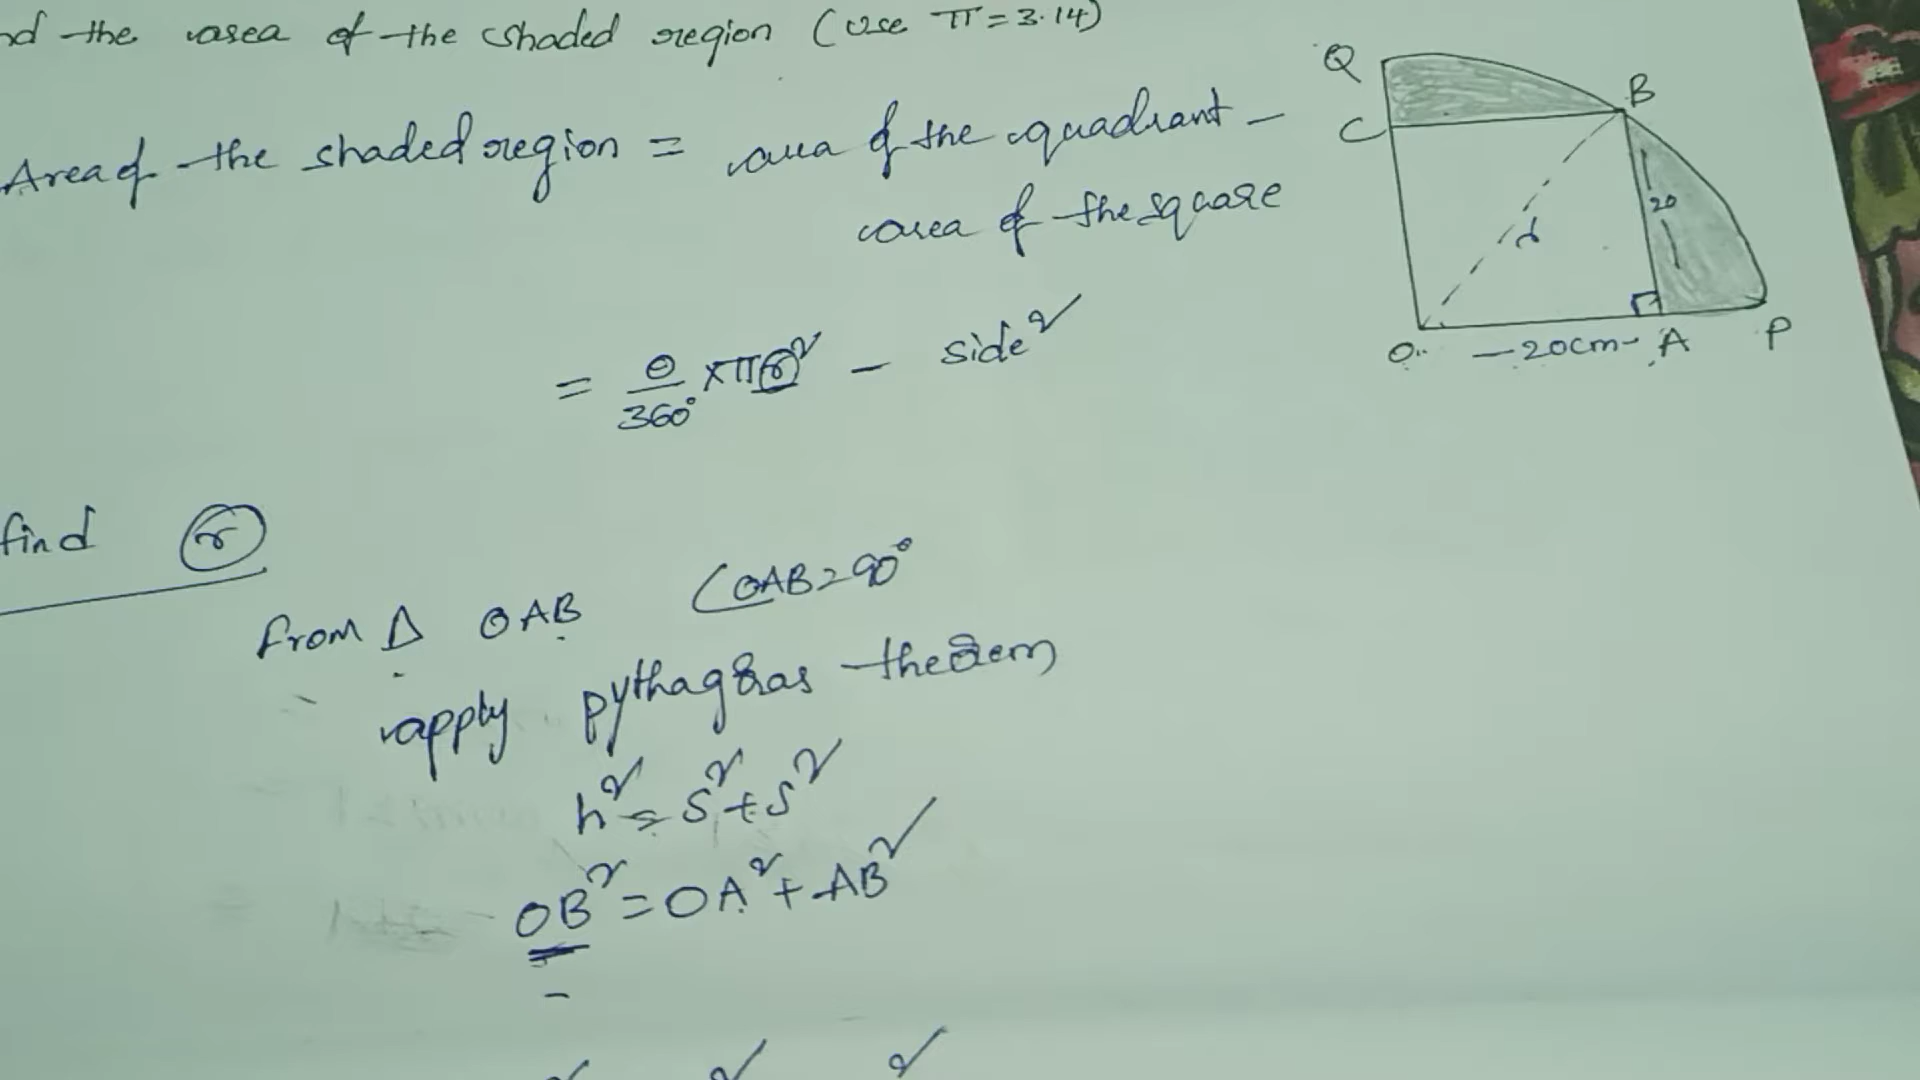 nd the area of the shaded region (use π = 3.14)
Area of the shaded region = area of the quadrant -
area of the square
= θ/360° × πr² - side²
find r
from Δ OAB ∠OAB = 90°
apply pythagoras theorem
h² = s² + s²
OB² = OA² + AB²
Q
B
C
20
r
O
20cm
A
P